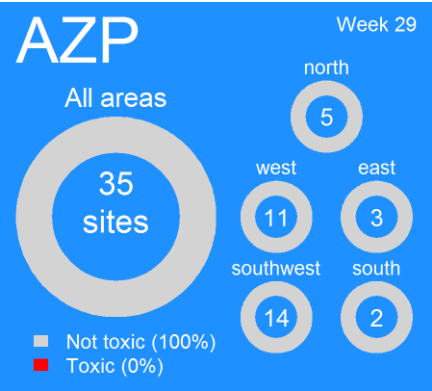 AZP
Week 29
All areas
35
sites
north
5
west
11
east
3
southwest
14
south
2
Not toxic (100%)
Toxic (0%)